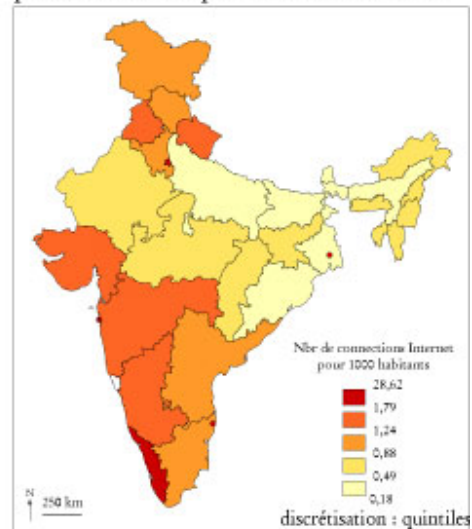 Nbr de connections Internet
pour 1000 habitants
28,62
1,79
1,24
0,88
0,49
0,18
N
250 km
discrétisation : quintiles